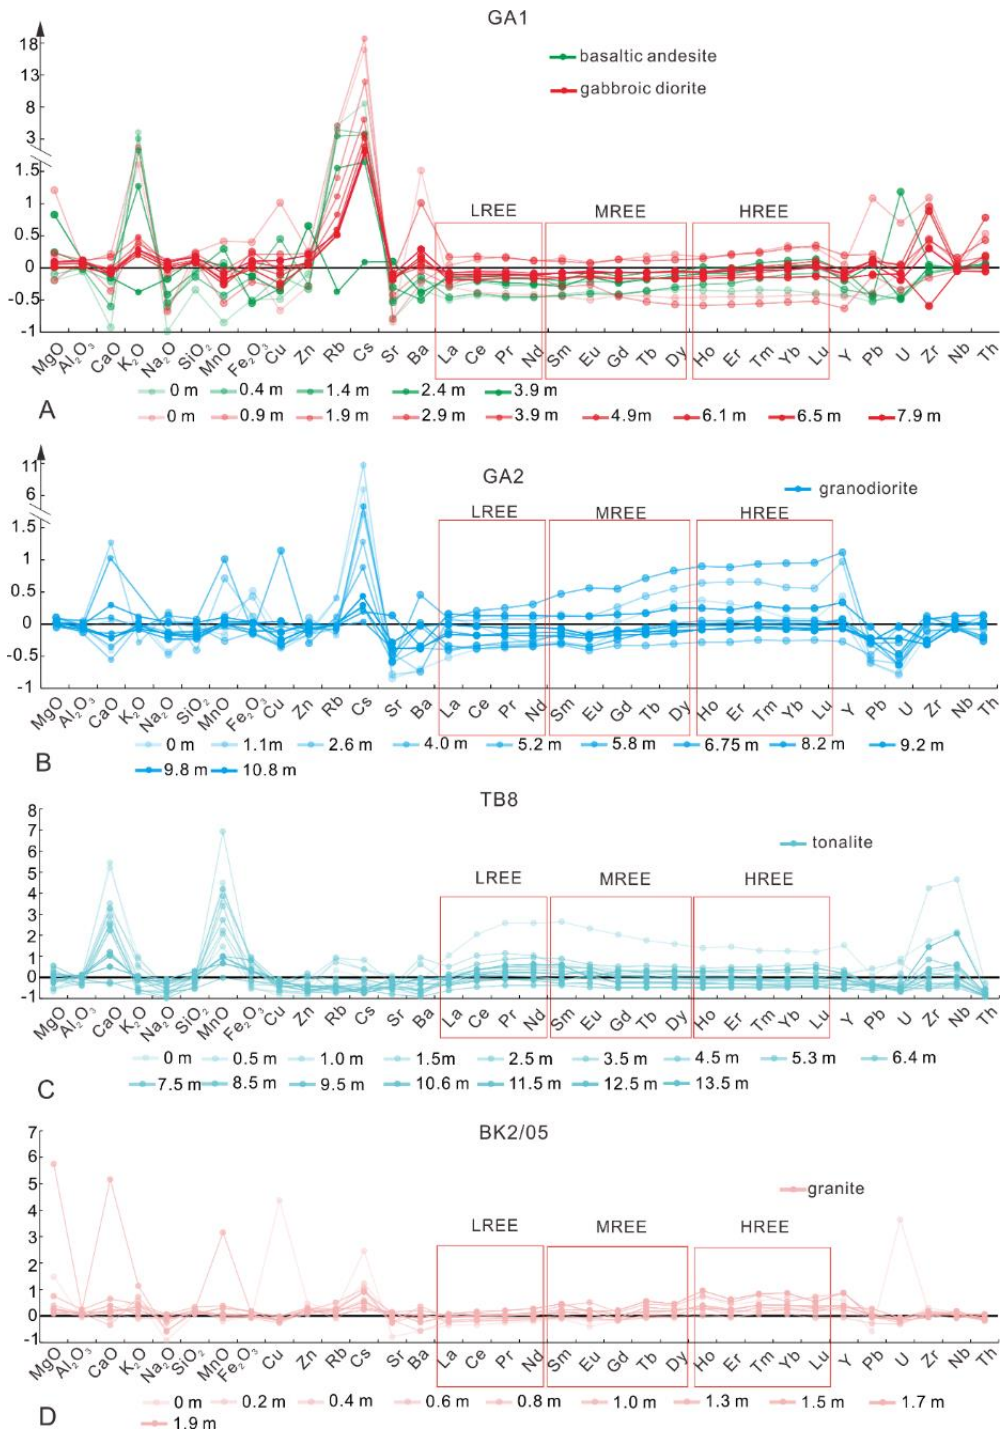 GA1
18
13
8
3
1.5
1
0.5
0
-0.5
-1
basaltic andesite
gabbroic diorite
LREE MREE HREE
MgO Al₂O₃ CaO K₂O Na₂O SiO₂ MnO Fe₂O₃ Cu Zn Rb Cs Sr Ba La Ce Pr Nd Sm Eu Gd Tb Dy Ho Er Tm Yb Lu Y Pb U Zr Nb Th
0 m 0.4 m 1.4 m 2.4 m 3.9 m
0 m 0.9 m 1.9 m 2.9 m 3.9 m 4.9m 6.1 m 6.5 m 7.9 m
A
GA2
11
6
1.5
1
0.5
0
-0.5
-1
granodiorite
LREE MREE HREE
MgO Al₂O₃ CaO K₂O Na₂O SiO₂ MnO Fe₂O₃ Cu Zn Rb Cs Sr Ba La Ce Pr Nd Sm Eu Gd Tb Dy Ho Er Tm Yb Lu Y Pb U Zr Nb Th
0 m 1.1m 2.6 m 4.0 m 5.2 m 5.8 m 6.75 m 8.2 m 9.2 m
9.8 m 10.8 m
B
TB8
8
7
6
5
4
3
2
1
0
-1
tonalite
LREE MREE HREE
MgO Al₂O₃ CaO K₂O Na₂O SiO₂ MnO Fe₂O₃ Cu Zn Rb Cs Sr Ba La Ce Pr Nd Sm Eu Gd Tb Dy Ho Er Tm Yb Lu Y Pb U Zr Nb Th
0 m 0.5 m 1.0 m 1.5m 2.5 m 3.5 m 4.5 m 5.3 m 6.4 m
7.5 m 8.5 m 9.5 m 10.6 m 11.5 m 12.5 m 13.5 m
C
BK2/05
7
6
5
4
3
2
1
0
-1
granite
LREE MREE HREE
MgO Al₂O₃ CaO K₂O Na₂O SiO₂ MnO Fe₂O₃ Cu Zn Rb Cs Sr Ba La Ce Pr Nd Sm Eu Gd Tb Dy Ho Er Tm Yb Lu Y Pb U Zr Nb Th
0 m 0.2 m 0.4 m 0.6 m 0.8 m 1.0 m 1.3 m 1.5 m 1.7 m
1.9 m
D